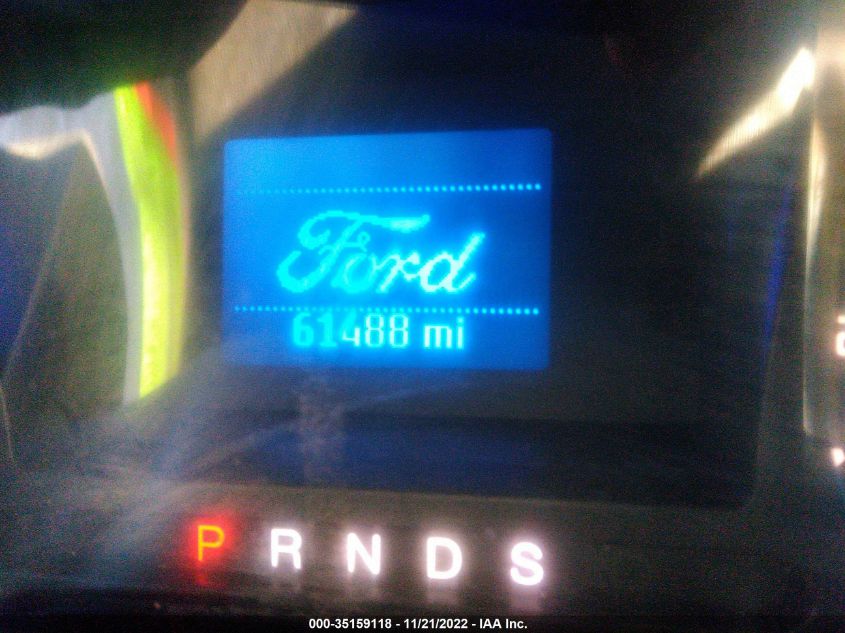 Ford
61488 mi
P R N D S
000-35159118 - 11/21/2022 - IAA Inc.